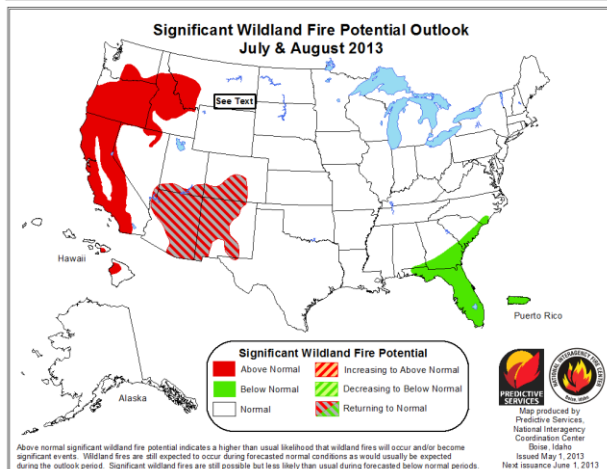 Significant Wildland Fire Potential Outlook
July & August 2013
See Text
Hawaii
Puerto Rico
Alaska
Significant Wildland Fire Potential
Above Normal
Increasing to Above Normal
Below Normal
Decreasing to Below Normal
Normal
Returning to Normal
PREDICTIVE
SERVICES
NATIONAL INTERAGENCY FIRE CENTER
Boise, Idaho
Map produced by
Predictive Services,
National Interagency
Coordination Center
Boise, Idaho
Issued May 1, 2013
Next issuance June 1, 2013
Above normal significant wildland fire potential indicates a higher than usual likelihood that wildland fires will occur and/or become
significant events. Wildland fires are still expected to occur during forecasted normal conditions as would usually be expected
during the outlook period. Significant wildland fires are still possible but less likely than usual during forecasted below normal periods.